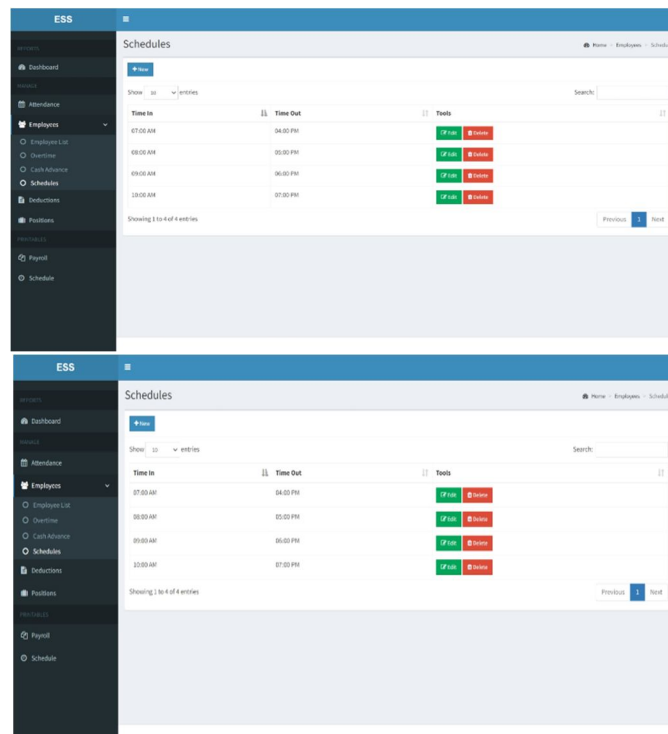 ESS
Schedules
Home > Employees > Schedul
REPORTS
Dashboard
+ New
MANAGE
Show 10 entries Search:
Attendance
Time In Time Out Tools
Employees
07:00 AM 04:00 PM Edit Delete
Employee List
Overtime
08:00 AM 05:00 PM Edit Delete
Cash Advance
09:00 AM 06:00 PM Edit Delete
Schedules
10:00 AM 07:00 PM Edit Delete
Deductions
Positions
Showing 1 to 4 of 4 entries Previous 1 Next
PRINTABLES
Payroll
Schedule
ESS
Schedules
Home > Employees > Schedul
REPORTS
Dashboard
+ New
MANAGE
Show 10 entries Search:
Attendance
Time In Time Out Tools
Employees
07:00 AM 04:00 PM Edit Delete
Employee List
Overtime
08:00 AM 05:00 PM Edit Delete
Cash Advance
09:00 AM 06:00 PM Edit Delete
Schedules
10:00 AM 07:00 PM Edit Delete
Deductions
Positions
Showing 1 to 4 of 4 entries Previous 1 Next
PRINTABLES
Payroll
Schedule